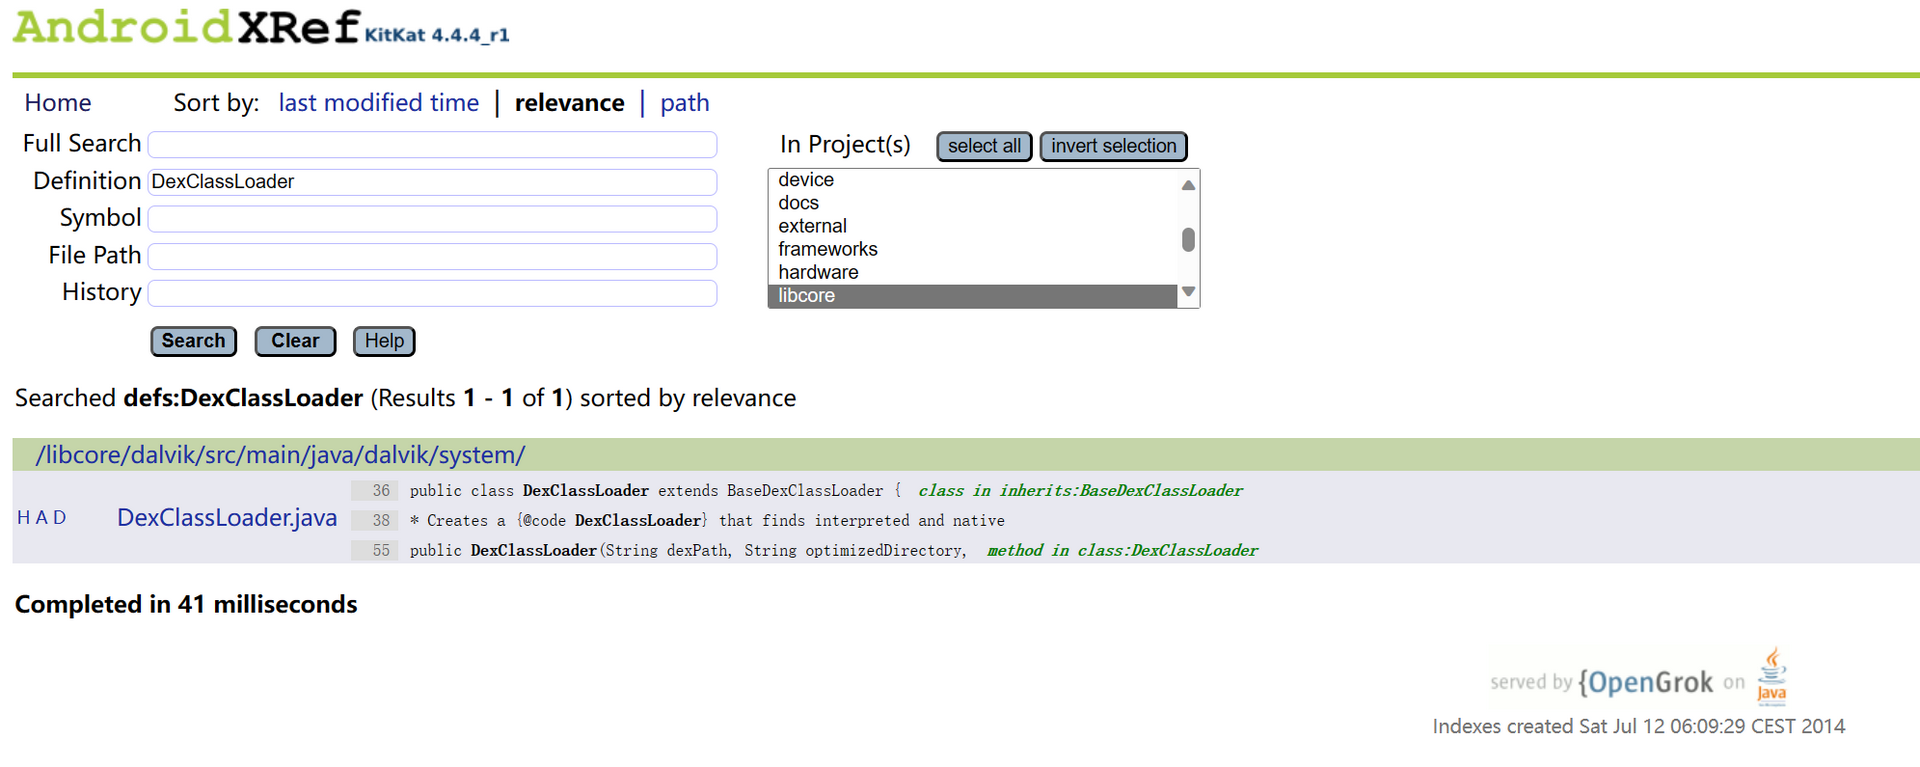 AndroidXRef KitKat 4.4.4_r1
Home Sort by: last modified time | relevance | path
Full Search
Definition DexClassLoader
Symbol
File Path
History
Search Clear Help
In Project(s) select all invert selection
device
docs
external
frameworks
hardware
libcore
Searched defs:DexClassLoader (Results 1 - 1 of 1) sorted by relevance
/libcore/dalvik/src/main/java/dalvik/system/
H A D DexClassLoader.java
36 public class DexClassLoader extends BaseDexClassLoader { class in inherits:BaseDexClassLoader
38 * Creates a {@code DexClassLoader} that finds interpreted and native
55 public DexClassLoader(String dexPath, String optimizedDirectory, method in class:DexClassLoader
Completed in 41 milliseconds
served by {OpenGrok on Java
Indexes created Sat Jul 12 06:09:29 CEST 2014